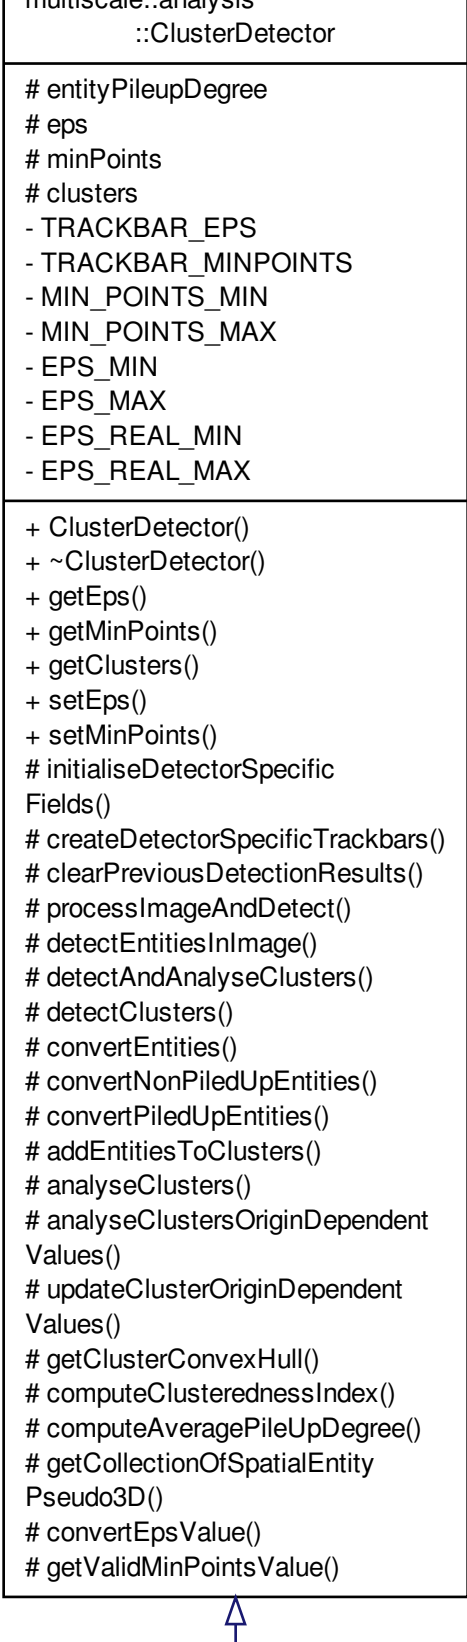 multiscale::analysis
::ClusterDetector
# entityPileupDegree
# eps
# minPoints
# clusters
- TRACKBAR_EPS
- TRACKBAR_MINPOINTS
- MIN_POINTS_MIN
- MIN_POINTS_MAX
- EPS_MIN
- EPS_MAX
- EPS_REAL_MIN
- EPS_REAL_MAX
+ ClusterDetector()
+ ~ClusterDetector()
+ getEps()
+ getMinPoints()
+ getClusters()
+ setEps()
+ setMinPoints()
# initialiseDetectorSpecific
Fields()
# createDetectorSpecificTrackbars()
# clearPreviousDetectionResults()
# processImageAndDetect()
# detectEntitiesInImage()
# detectAndAnalyseClusters()
# detectClusters()
# convertEntities()
# convertNonPiledUpEntities()
# convertPiledUpEntities()
# addEntitiesToClusters()
# analyseClusters()
# analyseClustersOriginDependent
Values()
# updateClusterOriginDependent
Values()
# getClusterConvexHull()
# computeClusterednessIndex()
# computeAveragePileUpDegree()
# getCollectionOfSpatialEntity
Pseudo3D()
# convertEpsValue()
# getValidMinPointsValue()